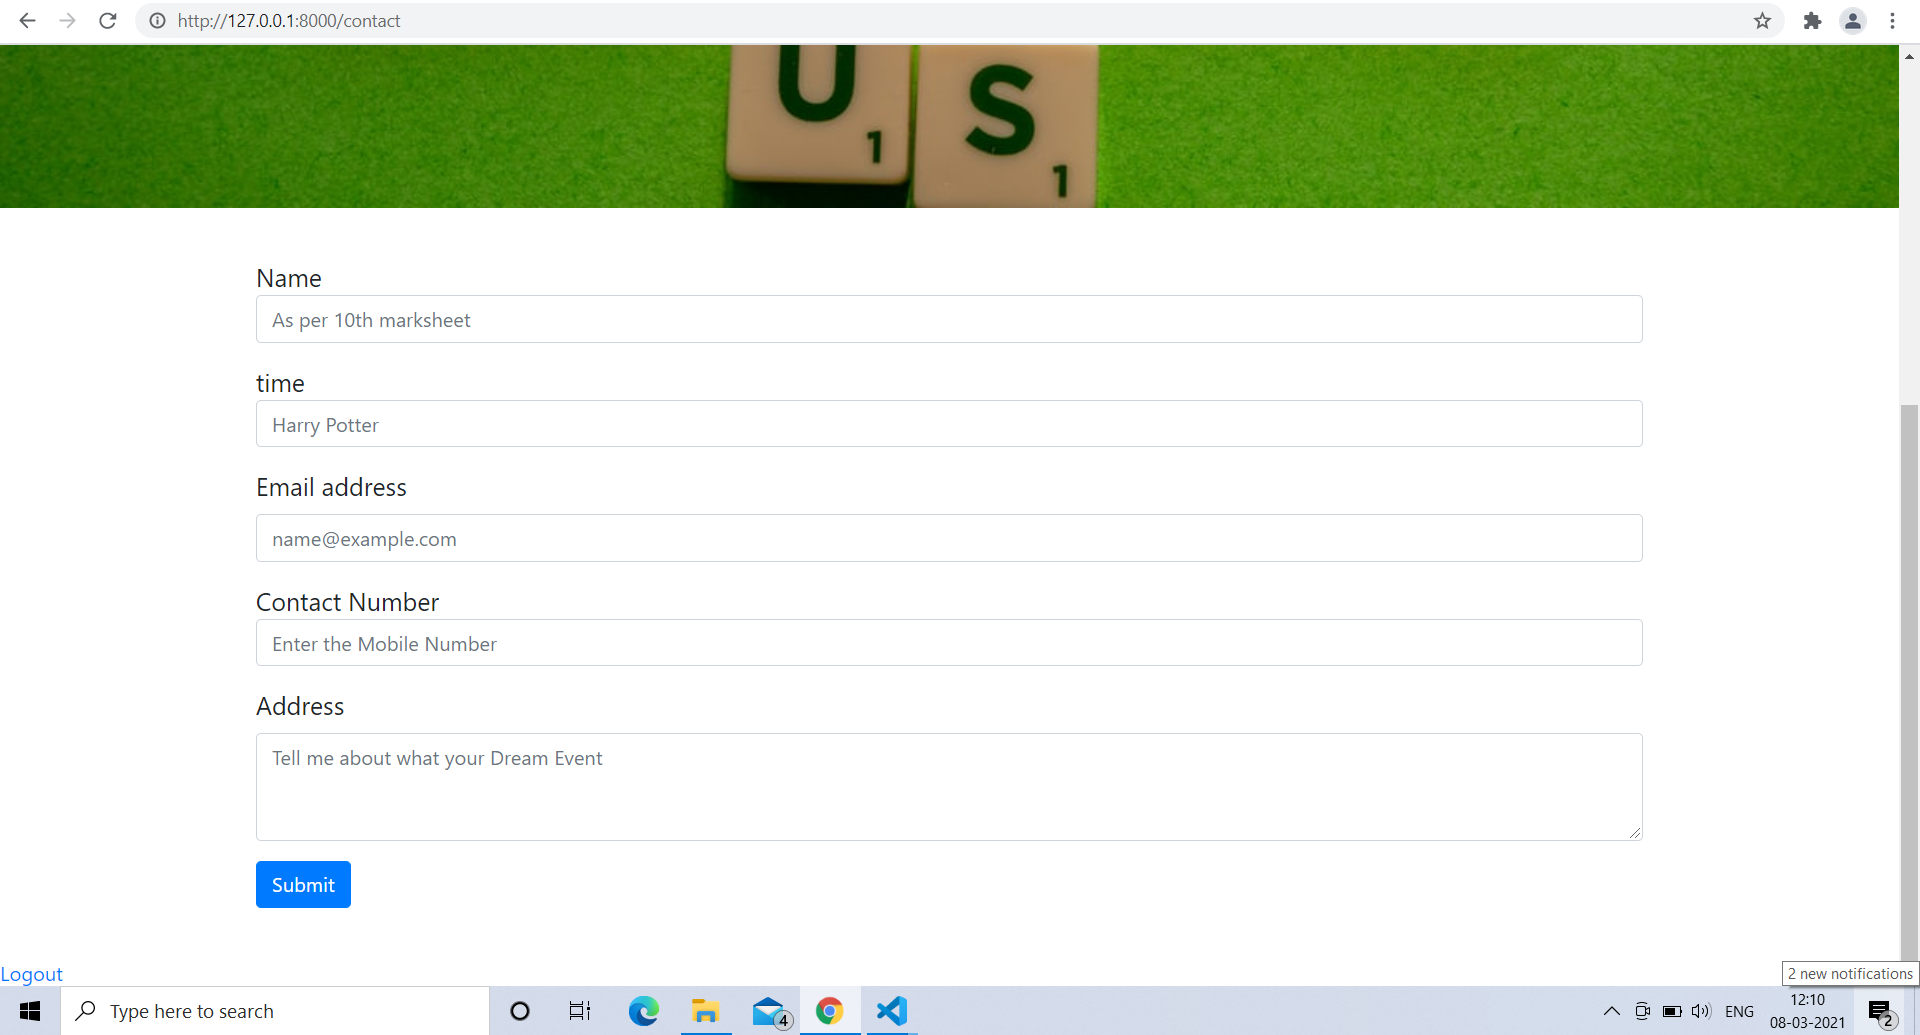 http://127.0.0.1:8000/contact
U 1 S 1
Name
As per 10th marksheet
time
Harry Potter
Email address
name@example.com
Contact Number
Enter the Mobile Number
Address
Tell me about what your Dream Event
Submit
Logout
2 new notifications
Type here to search
4
ENG
12:10
08-03-2021
2